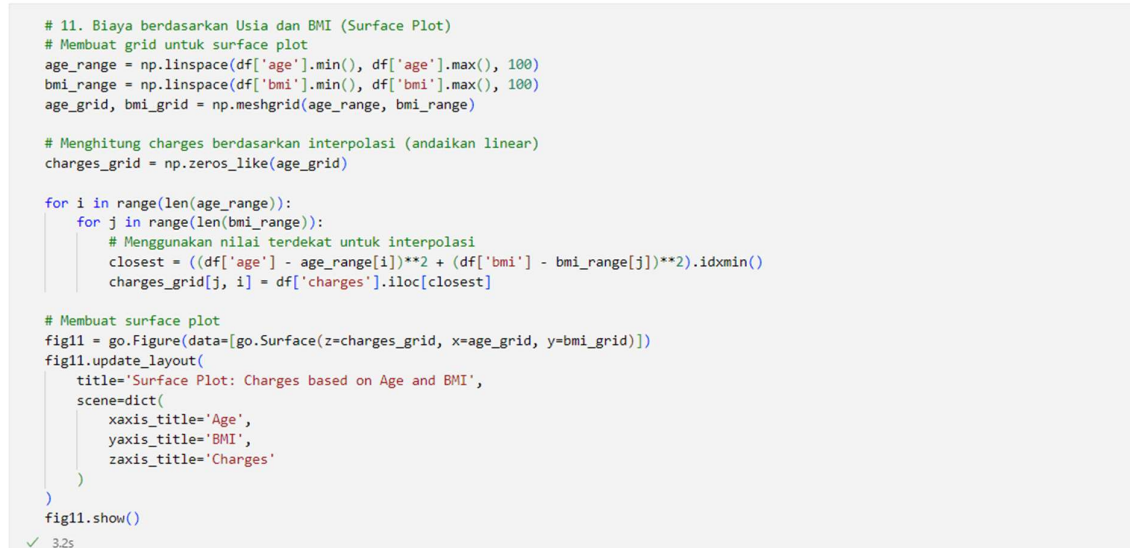 # 11. Biaya berdasarkan Usia dan BMI (Surface Plot)
# Membuat grid untuk surface plot
age_range = np.linspace(df['age'].min(), df['age'].max(), 100)
bmi_range = np.linspace(df['bmi'].min(), df['bmi'].max(), 100)
age_grid, bmi_grid = np.meshgrid(age_range, bmi_range)

# Menghitung charges berdasarkan interpolasi (andaikan linear)
charges_grid = np.zeros_like(age_grid)

for i in range(len(age_range)):
    for j in range(len(bmi_range)):
        # Menggunakan nilai terdekat untuk interpolasi
        closest = ((df['age'] - age_range[i])**2 + (df['bmi'] - bmi_range[j])**2).idxmin()
        charges_grid[j, i] = df['charges'].iloc[closest]

# Membuat surface plot
fig11 = go.Figure(data=[go.Surface(z=charges_grid, x=age_grid, y=bmi_grid)])
fig11.update_layout(
    title='Surface Plot: Charges based on Age and BMI',
    scene=dict(
        xaxis_title='Age',
        yaxis_title='BMI',
        zaxis_title='Charges'
    )
)
fig11.show()
✓ 3.2s